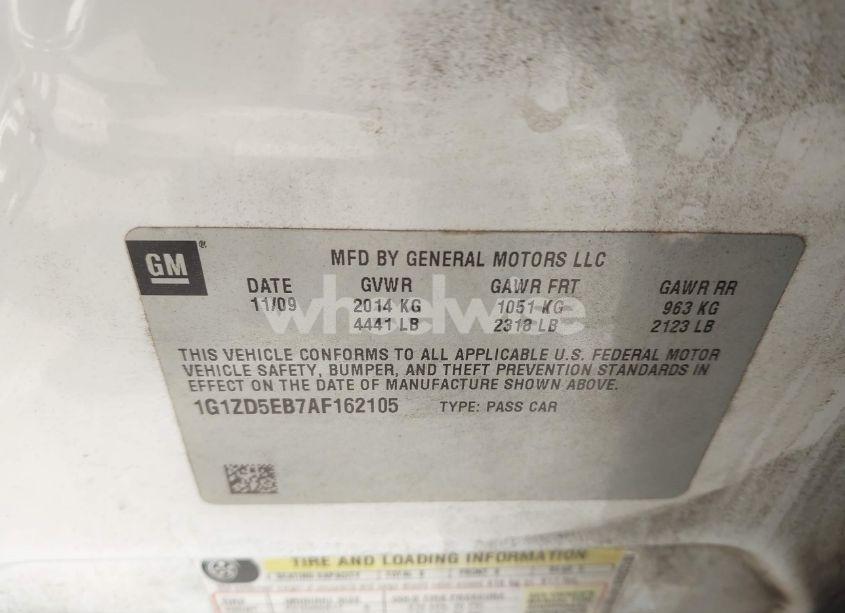 GM
MFD BY GENERAL MOTORS LLC
DATE GVWR GAWR FRT GAWR RR
11/09 2014 KG 1051 KG 963 KG
4441 LB 2318 LB 2123 LB
wheelwise
THIS VEHICLE CONFORMS TO ALL APPLICABLE U.S. FEDERAL MOTOR
VEHICLE SAFETY, BUMPER, AND THEFT PREVENTION STANDARDS IN
EFFECT ON THE DATE OF MANUFACTURE SHOWN ABOVE.
1G1ZD5EB7AF162105 TYPE: PASS CAR
TIRE AND LOADING INFORMATION
SEATING CAPACITY